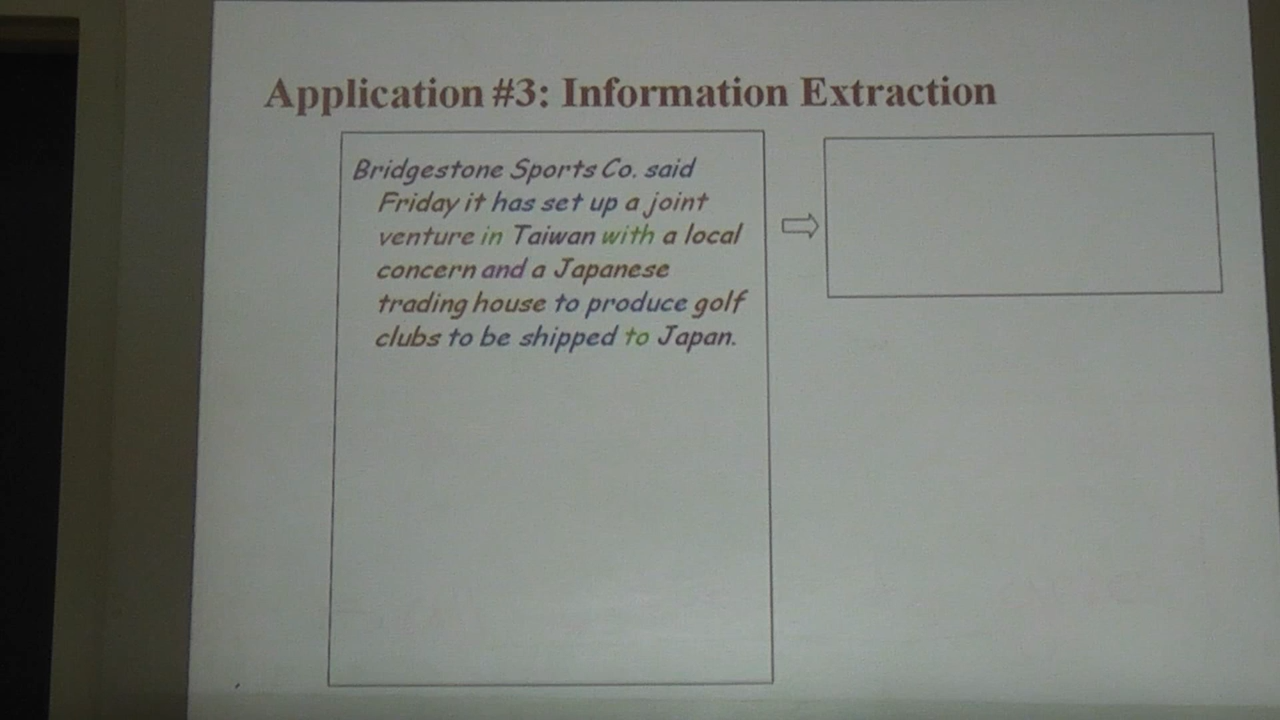 Application #3: Information Extraction
Bridgestone Sports Co. said
Friday it has set up a joint
venture in Taiwan with a local
concern and a Japanese
trading house to produce golf
clubs to be shipped to Japan.